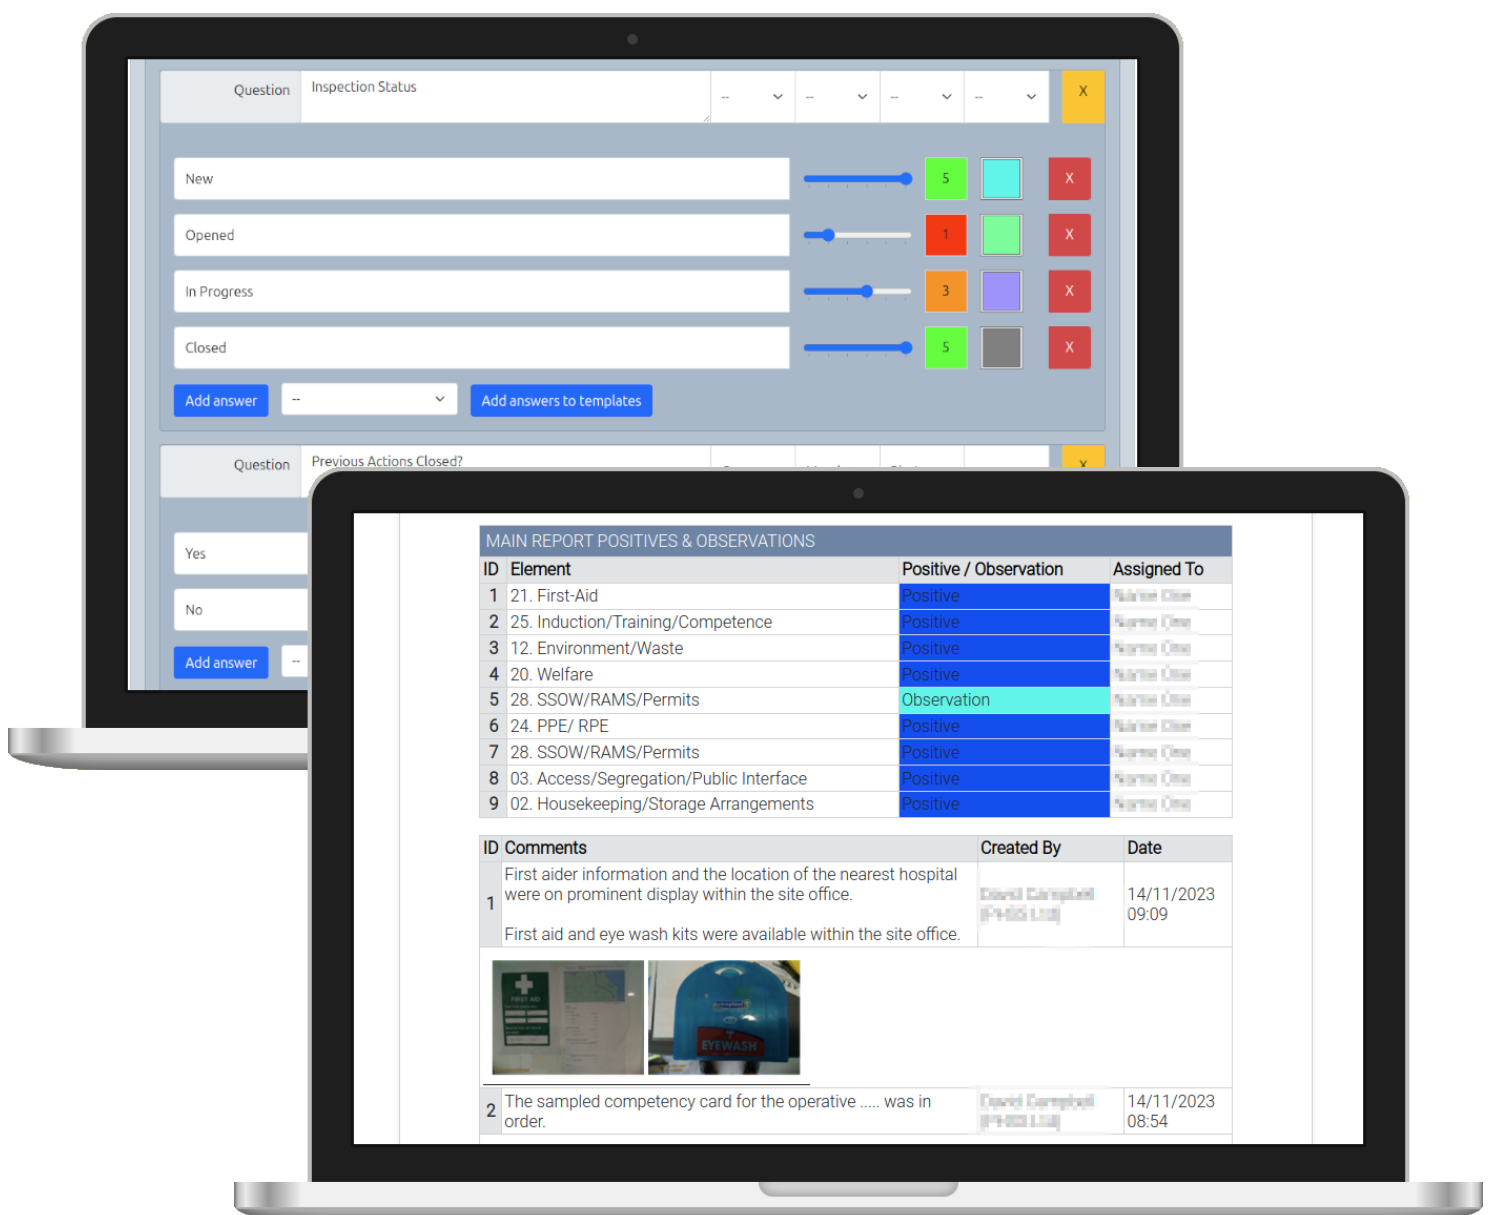 Question Inspection Status -- -- -- -- X
New 5 X
Opened 1 X
In Progress 3 X
Closed 5 X
Add answer -- Add answers to templates
Question Previous Actions Closed? X
Yes
No
Add answer --
MAIN REPORT POSITIVES & OBSERVATIONS
ID Element Positive / Observation Assigned To
1 21. First-Aid Positive
2 25. Induction/Training/Competence Positive
3 12. Environment/Waste Positive
4 20. Welfare Positive
5 28. SSOW/RAMS/Permits Observation
6 24. PPE/ RPE Positive
7 28. SSOW/RAMS/Permits Positive
8 03. Access/Segregation/Public Interface Positive
9 02. Housekeeping/Storage Arrangements Positive
ID Comments Created By Date
1 First aider information and the location of the nearest hospital
were on prominent display within the site office.
First aid and eye wash kits were available within the site office.
14/11/2023
09:09
FIRST AID
EYEWASH
2 The sampled competency card for the operative ..... was in
order.
14/11/2023
08:54